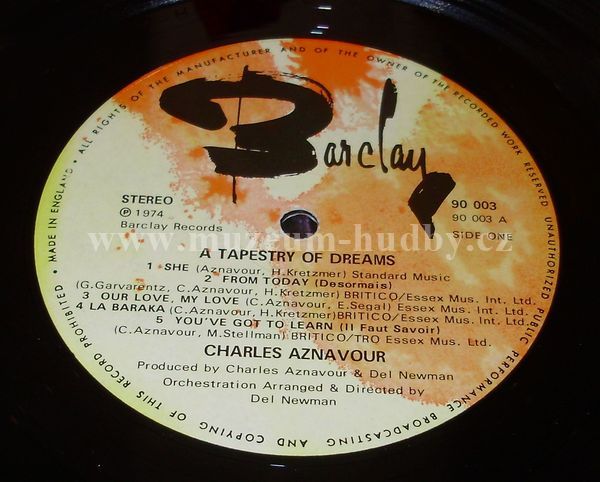 · ALL RIGHTS OF THE MANUFACTURER AND OF THE OWNER OF THE RECORDED WORK RESERVED UNAUTHORIZED PUBLIC PERFORMANCE BROADCASTING AND COPYING OF THIS RECORD PROHIBITED · MADE IN ENGLAND
Barclay
STEREO
℗ 1974
Barclay Records
90 003
90 003 A
SIDE ONE
www.muzeum-hudby.cz
A TAPESTRY OF DREAMS
1 SHE (Aznavour, H.Kretzmer) Standard Music
2 FROM TODAY (Desormais)
(G.Garvarentz, C.Aznavour, H.Kretzmer) BRITICO/Essex Mus. Int. Ltd.
3 OUR LOVE, MY LOVE (C.Aznavour, E.Segal) Essex Mus. Int. Ltd.
4 LA BARAKA (C.Aznavour, H.Kretzmer)BRITICO/Essex Mus. Int. Ltd.
5 YOU'VE GOT TO LEARN (Il Faut Savoir)
(C.Aznavour, M.Stellman) BRITICO/TRO Essex Mus. Ltd.
CHARLES AZNAVOUR
Produced by Charles Aznavour & Del Newman
Orchestration Arranged & Directed by
Del Newman